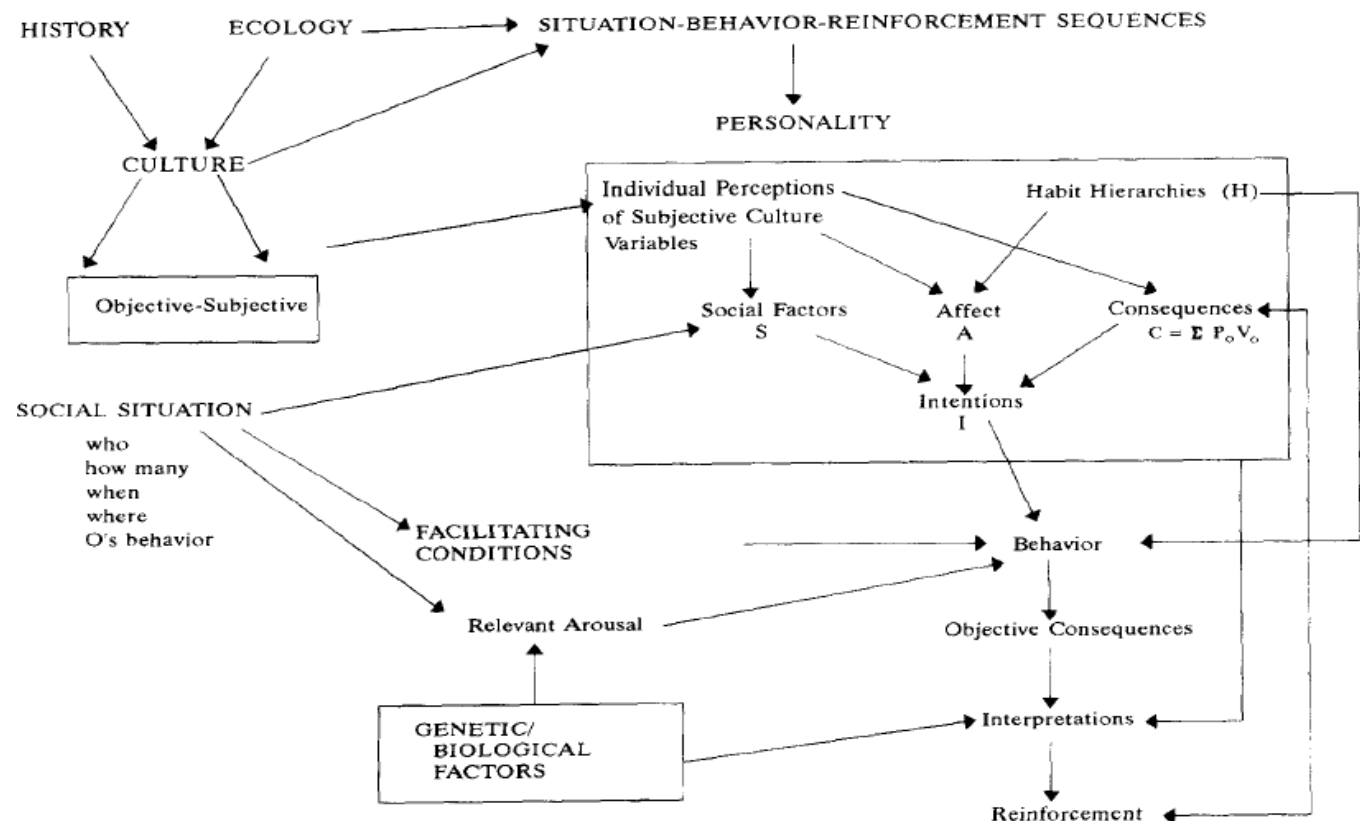 HISTORY
ECOLOGY
SITUATION-BEHAVIOR-REINFORCEMENT SEQUENCES
PERSONALITY
CULTURE
Individual Perceptions
of Subjective Culture
Variables
Habit Hierarchies (H)
Objective-Subjective
Social Factors
S
Affect
A
Consequences
C = Σ PₒVₒ
Intentions
I
SOCIAL SITUATION
who
how many
when
where
O's behavior
FACILITATING
CONDITIONS
Behavior
Relevant Arousal
Objective Consequences
GENETIC/
BIOLOGICAL
FACTORS
Interpretations
Reinforcement